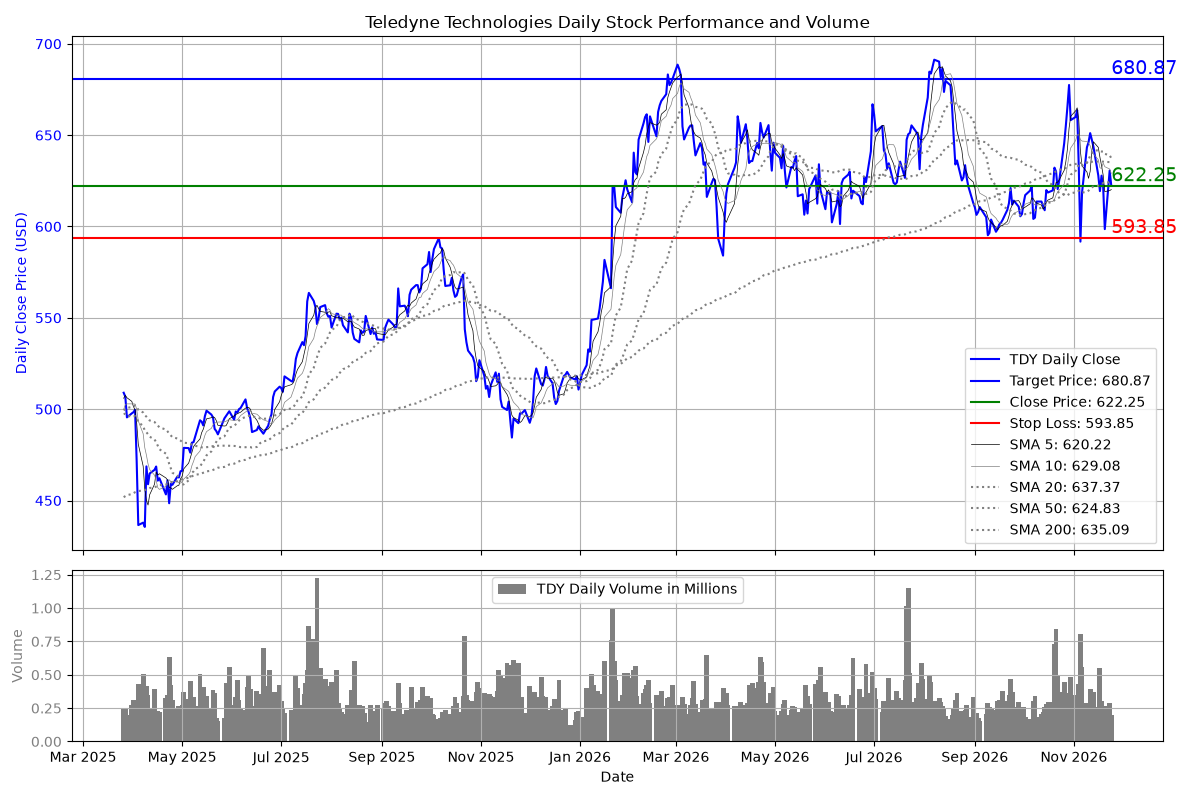 Teledyne Technologies Daily Stock Performance and Volume
700
650
600
550
500
450
Daily Close Price (USD)
680.87
622.25
593.85
TDY Daily Close
Target Price: 680.87
Close Price: 622.25
Stop Loss: 593.85
SMA 5: 620.22
SMA 10: 629.08
SMA 20: 637.37
SMA 50: 624.83
SMA 200: 635.09
1.25
1.00
0.75
0.50
0.25
0.00
Volume
TDY Daily Volume in Millions
Mar 2025 May 2025 Jul 2025 Sep 2025 Nov 2025 Jan 2026 Mar 2026 May 2026 Jul 2026 Sep 2026 Nov 2026
Date